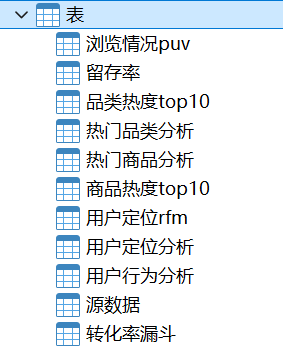 表
浏览情况puv
留存率
品类热度top10
热门品类分析
热门商品分析
商品热度top10
用户定位rfm
用户定位分析
用户行为分析
源数据
转化率漏斗